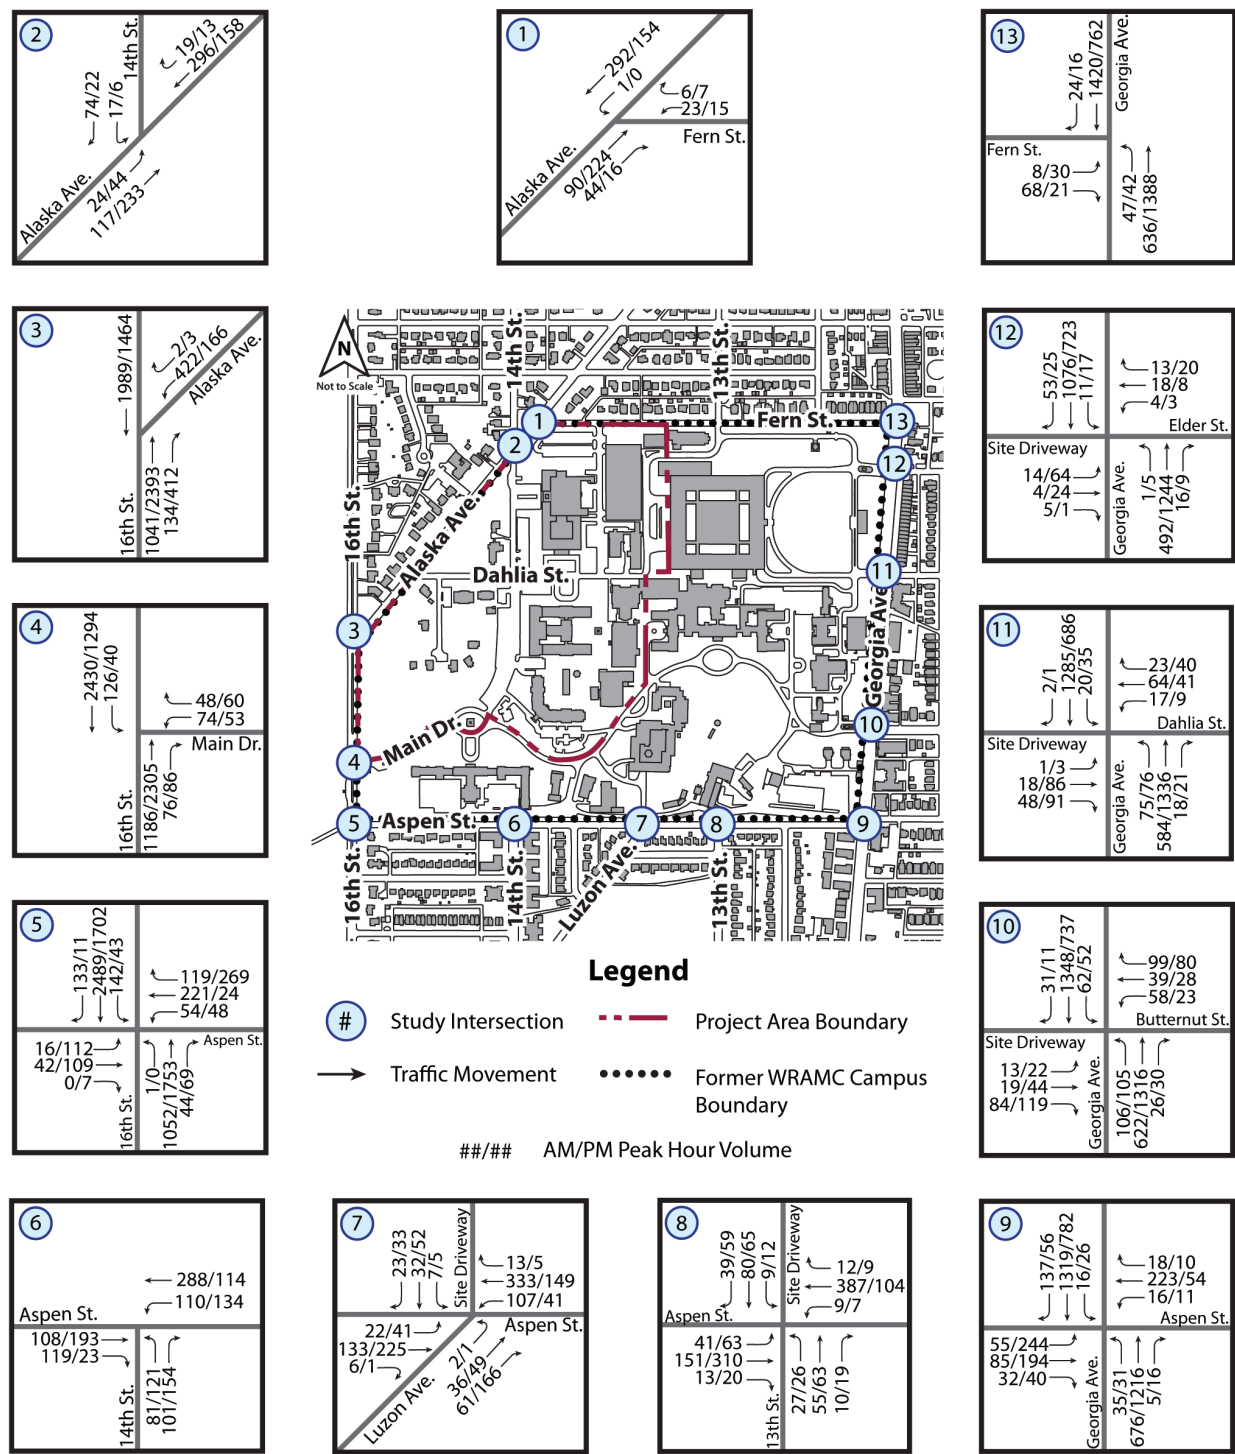 2
14th St.
19/13
296/158
74/22
17/6
Alaska Ave.
24/44
117/233
1
292/154
1/0
6/7
23/15
Fern St.
Alaska Ave.
90/224
44/16
13
Georgia Ave.
24/16
1420/762
Fern St.
8/30
68/21
47/42
636/1388
3
1989/1464
2/3
422/166
Alaska Ave.
16th St.
1041/2393
134/412
N
Not to Scale
14th St.
13th St.
1
Fern St.
13
2
12
16th St.
Alaska Ave.
Dahlia St.
11
3
Georgia Ave.
10
Main Dr.
4
5
Aspen St.
6
7
8
9
16th St.
14th St.
Luzon Ave.
13th St.
12
53/25
1076/723
11/17
13/20
18/8
4/3
Elder St.
Site Driveway
14/64
4/24
5/1
Georgia Ave.
1/5
492/1244
16/9
4
2430/1294
126/40
48/60
74/53
Main Dr.
16th St.
1186/2305
76/86
11
2/1
1285/686
20/35
23/40
64/41
17/9
Dahlia St.
Site Driveway
1/3
18/86
48/91
Georgia Ave.
75/76
584/1336
18/21
5
133/11
2489/1702
142/43
119/269
221/24
54/48
Aspen St.
16/112
42/109
0/7
16th St.
1/0
1052/1753
44/69
Legend
# Study Intersection
Project Area Boundary
Traffic Movement
Former WRAMC Campus
Boundary
##/## AM/PM Peak Hour Volume
10
31/11
1348/737
62/52
99/80
39/28
58/23
Butternut St.
Site Driveway
13/22
19/44
84/119
Georgia Ave.
106/105
622/1316
26/30
6
288/114
110/134
Aspen St.
108/193
119/23
14th St.
81/121
101/154
7
23/33
32/52
7/5
Site Driveway
13/5
333/149
107/41
Aspen St.
22/41
133/225
6/1
Luzon Ave.
2/1
36/49
61/166
8
39/59
80/65
9/12
Site Driveway
12/9
387/104
9/7
Aspen St.
41/63
151/310
13/20
13th St.
27/26
55/63
10/19
9
137/56
1319/782
16/26
18/10
223/54
16/11
Aspen St.
55/244
85/194
32/40
Georgia Ave.
35/31
676/1216
5/16